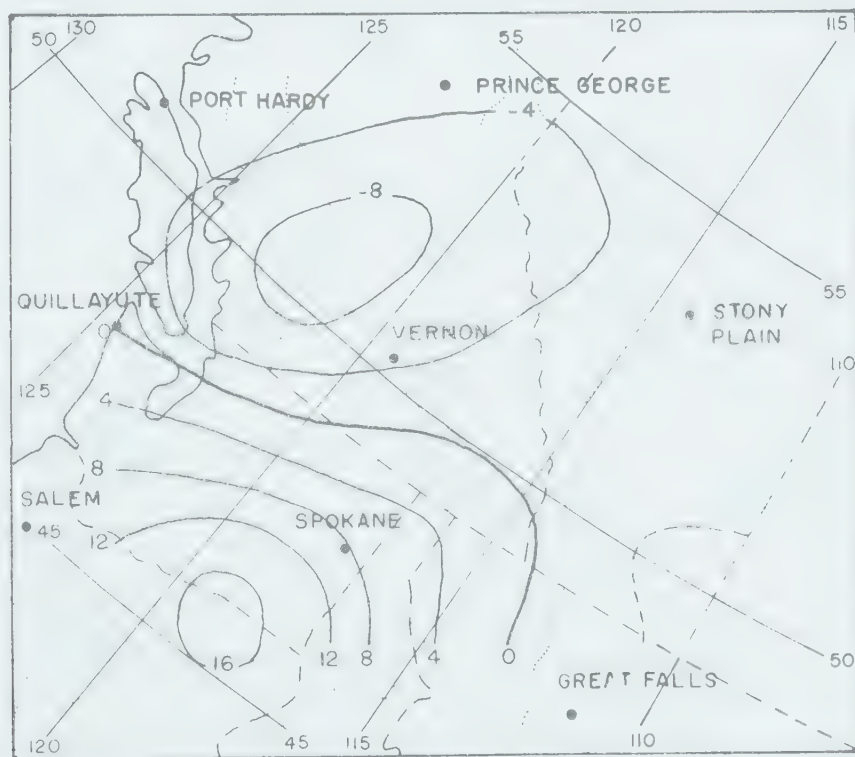 50 130 125 55 120 115
PORT HARDY
PRINCE GEORGE
-4
-8
QUILLAYUTE
0
VERNON
STONY
PLAIN
55
110
125
4
8
SALEM
45
12
SPOKANE
16 12 8 4 0
50
GREAT FALLS
120 45 115 110